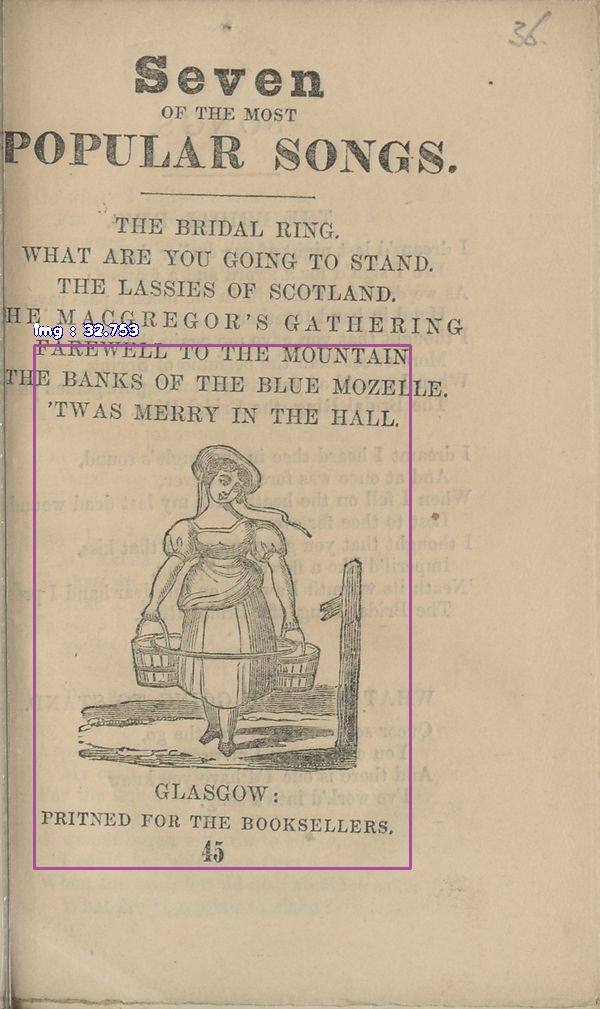 36.
Seven
OF THE MOST
POPULAR SONGS.
THE BRIDAL RING.
WHAT ARE YOU GOING TO STAND.
THE LASSIES OF SCOTLAND.
HE MACGREGOR'S GATHERING
img : 32.753
FAREWELL TO THE MOUNTAIN
THE BANKS OF THE BLUE MOZELLE.
'TWAS MERRY IN THE HALL.
GLASGOW:
PRITNED FOR THE BOOKSELLERS.
45